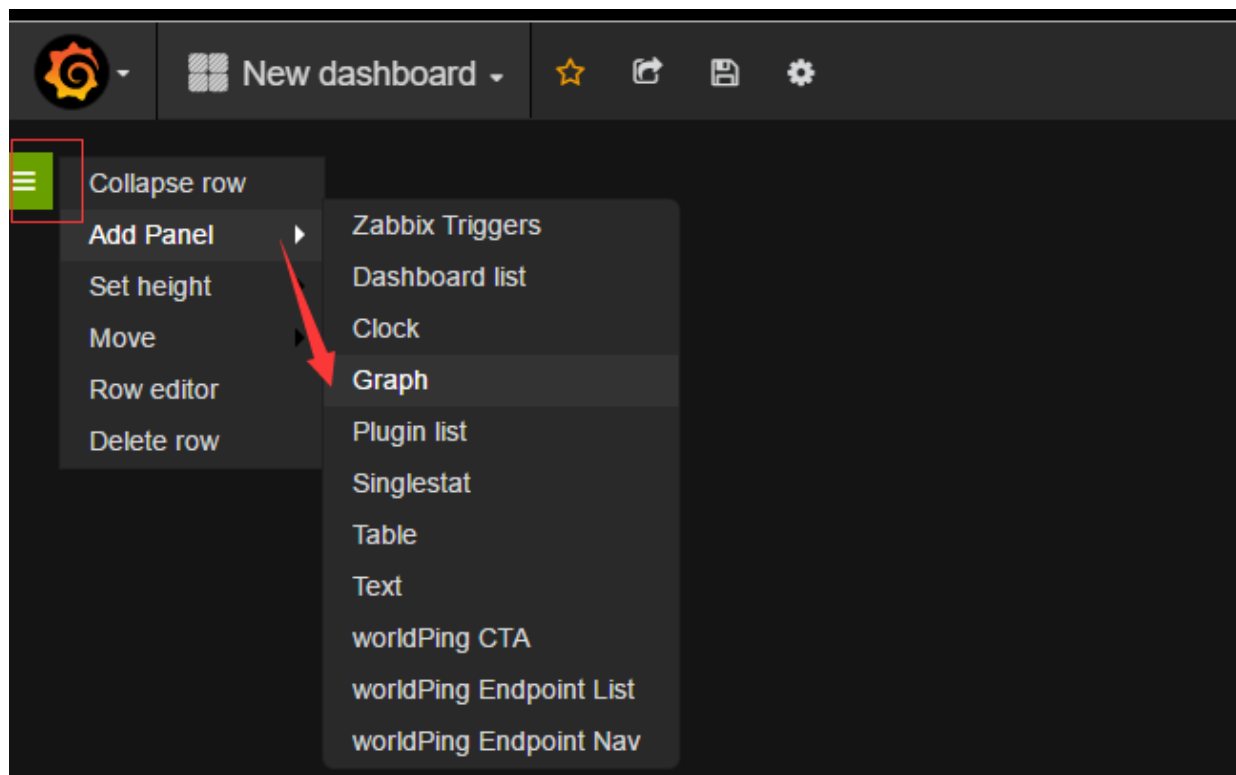 New dashboard
Collapse row
Add Panel
Set height
Move
Row editor
Delete row
Zabbix Triggers
Dashboard list
Clock
Graph
Plugin list
Singlestat
Table
Text
worldPing CTA
worldPing Endpoint List
worldPing Endpoint Nav